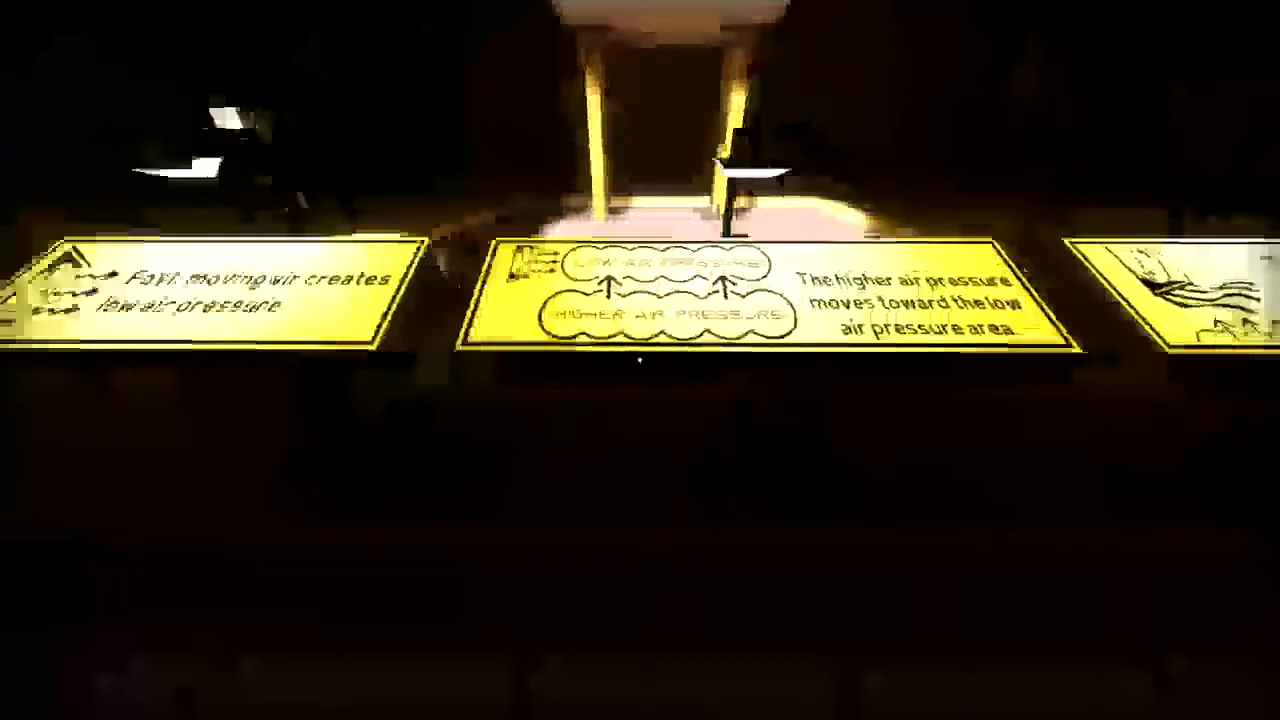 Fast moving air creates
low air pressure
LOW AIR PRESSURE
HIGHER AIR PRESSURE
The higher air pressure
moves toward the low
air pressure area.